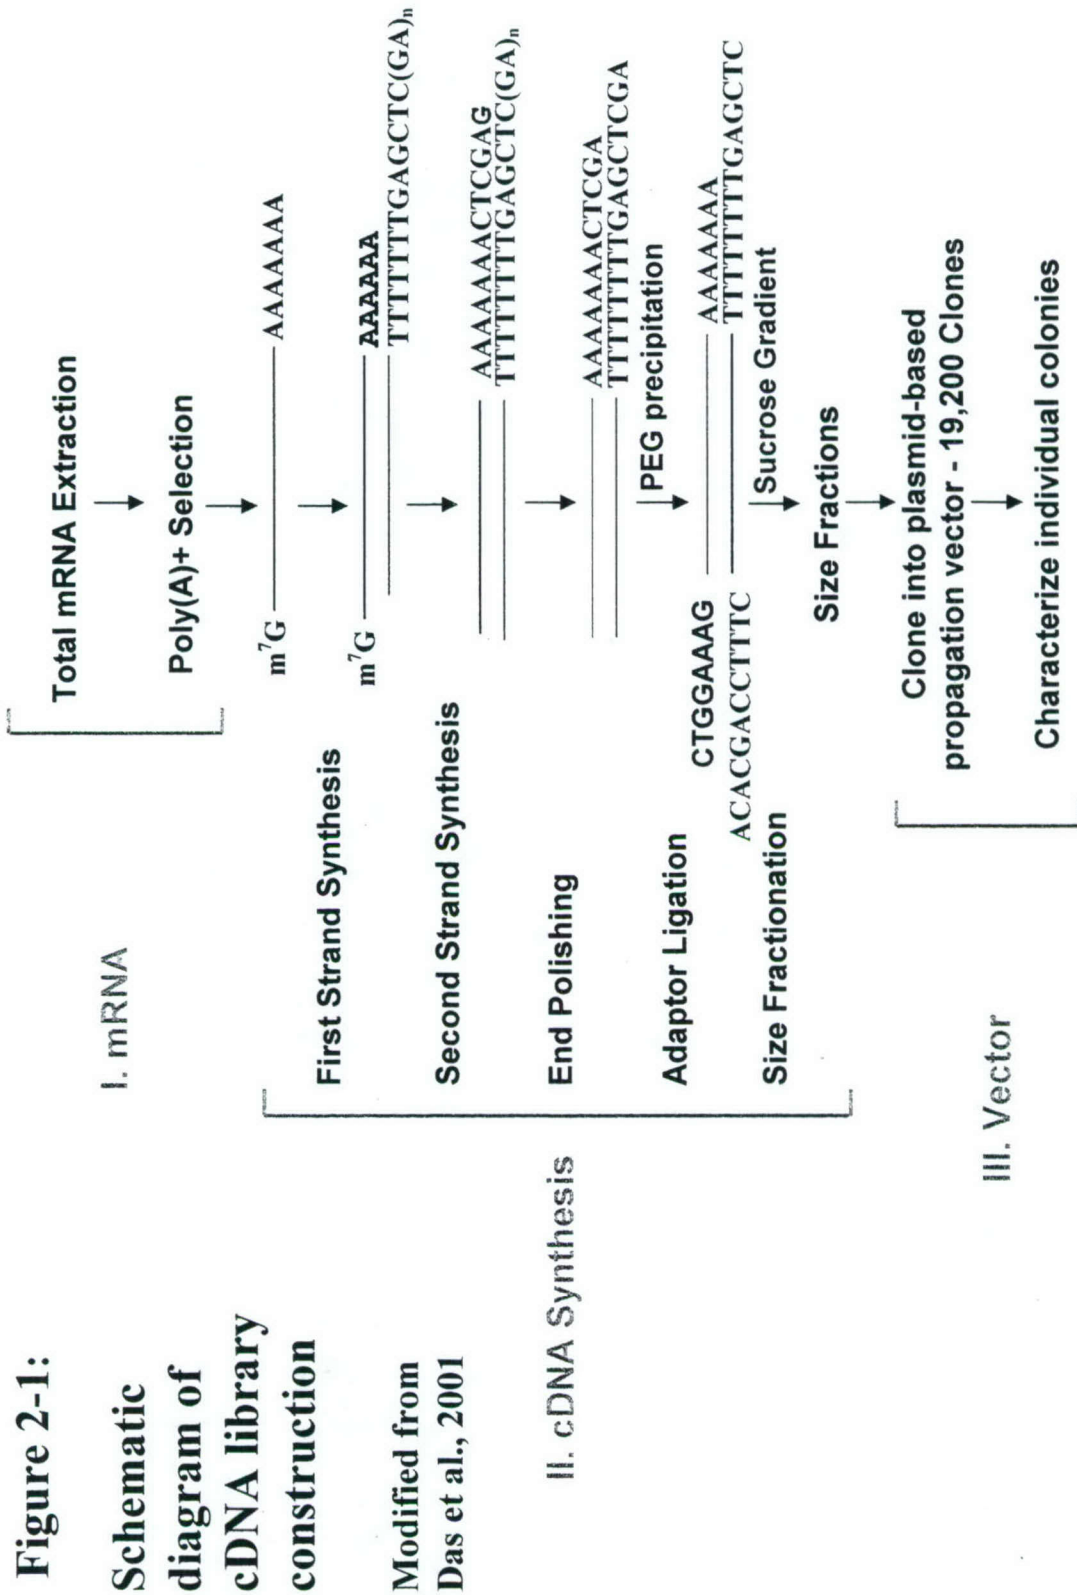 Figure 2-1:
Schematic
diagram of
cDNA library
construction
Modified from
Das et al., 2001
I. mRNA
Total mRNA Extraction
Poly(A)+ Selection
m⁷G AAAAAAA
II. cDNA Synthesis
First Strand Synthesis
m⁷G AAAAAA
TTTTTTTGAGCTC(GA)ₙ
Second Strand Synthesis
AAAAAAACTCGAG
TTTTTTTGAGCTC(GA)ₙ
End Polishing
AAAAAAACTCGA
TTTTTTTGAGCTCGA
PEG precipitation
Adaptor Ligation
CTGGAAAG AAAAAAA
ACACGACCTTTC TTTTTTTGAGCTC
Size Fractionation
Sucrose Gradient
Size Fractions
III. Vector
Clone into plasmid-based
propagation vector - 19,200 Clones
Characterize individual colonies